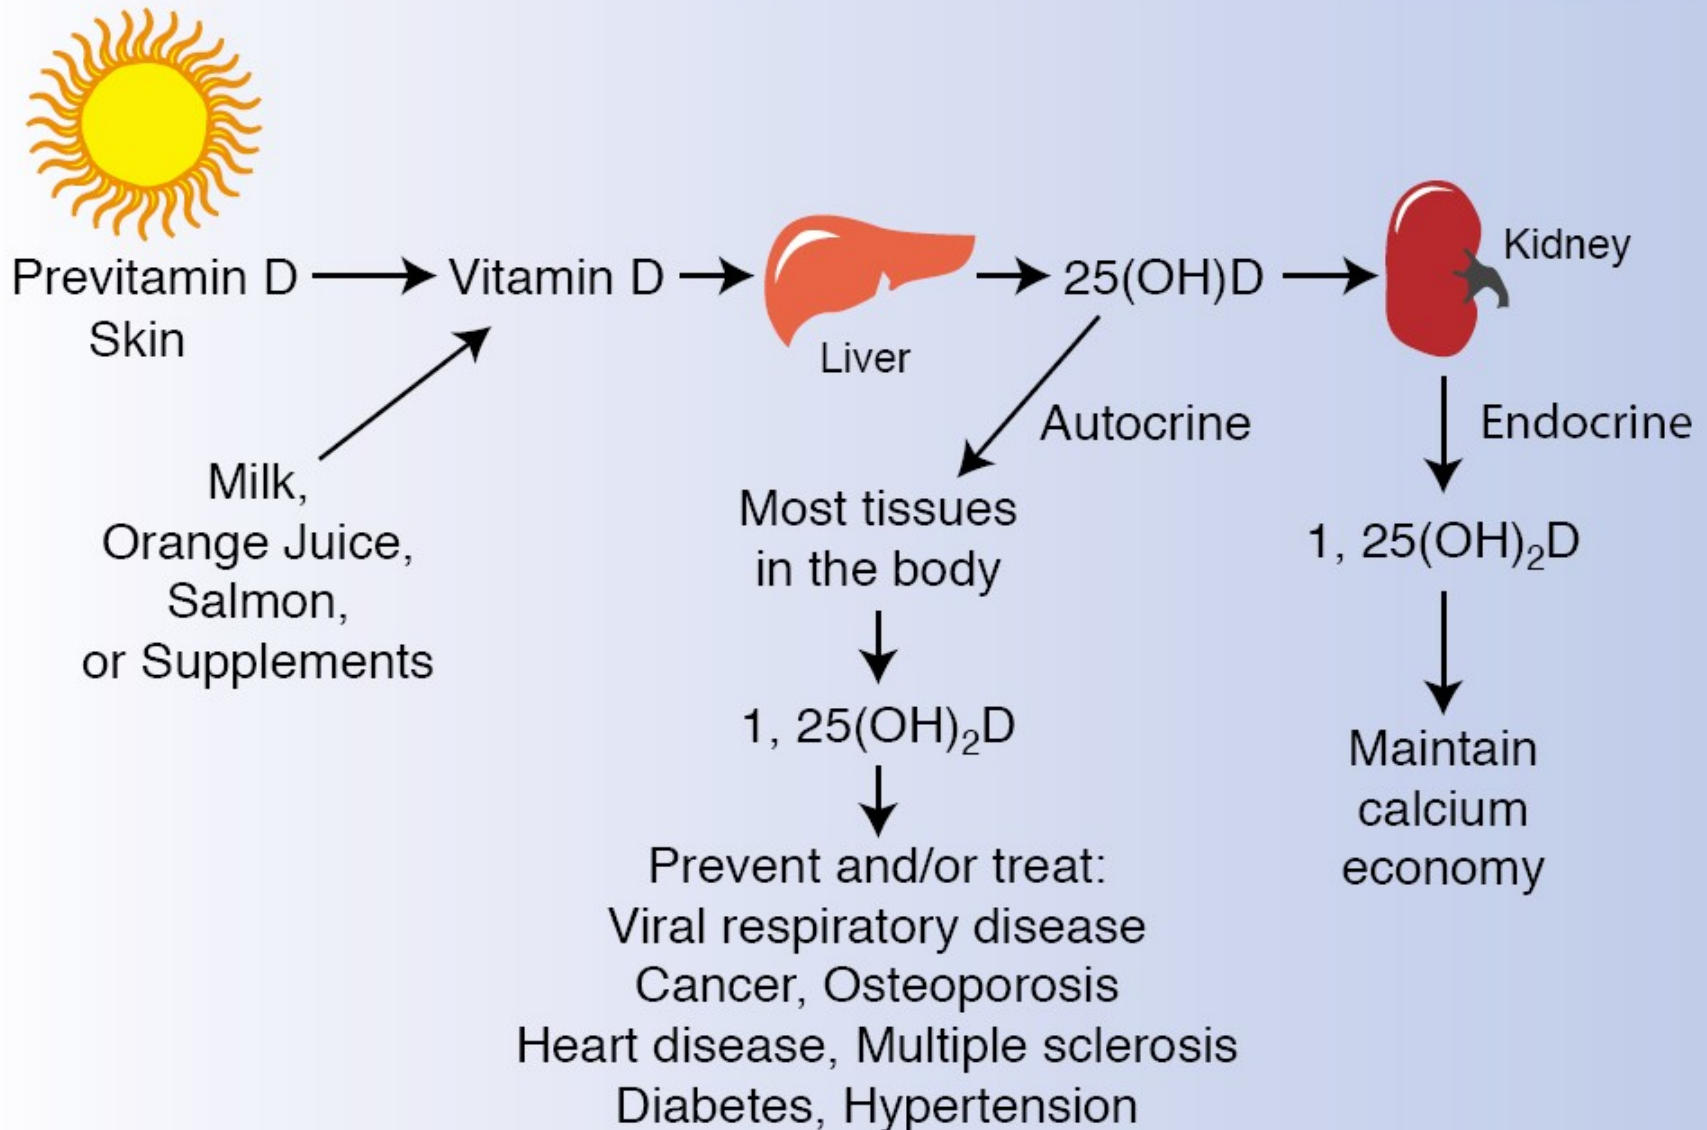 Previtamin D
Skin
Vitamin D
Liver
25(OH)D
Kidney
Milk,
Orange Juice,
Salmon,
or Supplements
Autocrine
Most tissues
in the body
1, 25(OH)₂D
Prevent and/or treat:
Viral respiratory disease
Cancer, Osteoporosis
Heart disease, Multiple sclerosis
Diabetes, Hypertension
Endocrine
1, 25(OH)₂D
Maintain
calcium
economy